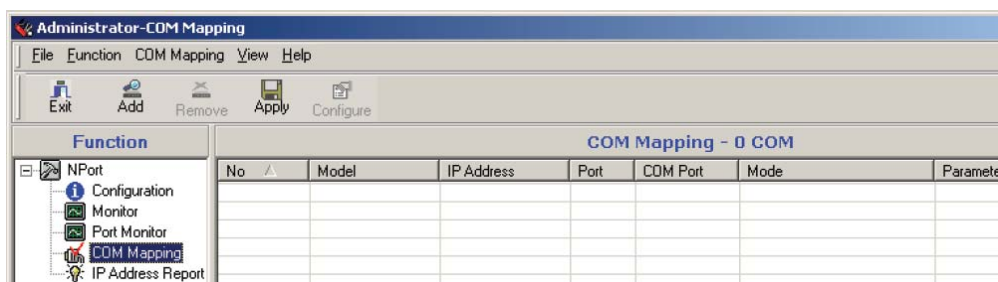 Administrator-COM Mapping
File Function COM Mapping View Help
Exit Add Remove Apply Configure
Function COM Mapping - 0 COM
NPort No Model IP Address Port COM Port Mode Paramete
Configuration
Monitor
Port Monitor
COM Mapping
IP Address Report